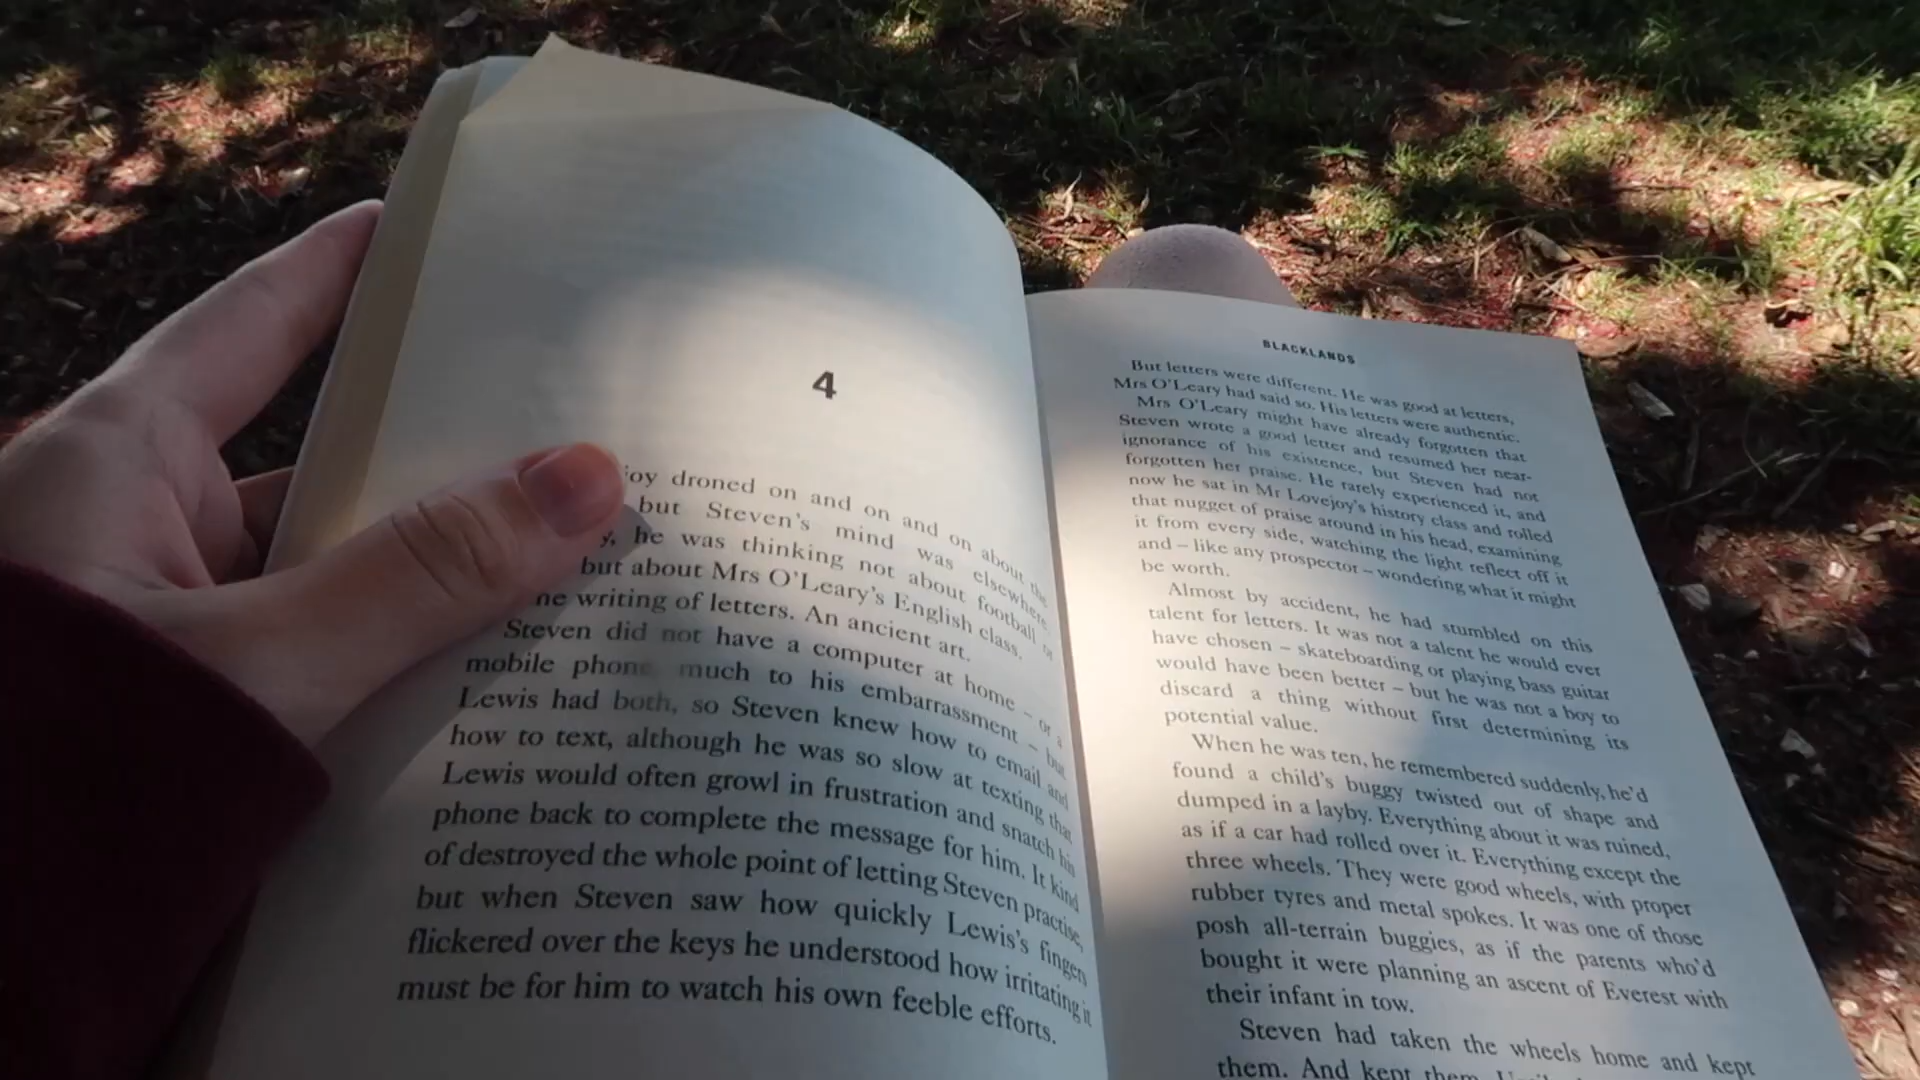 4
joy droned on and on and on about the
but Steven's mind was elsewhere.
he was thinking not about football or
but about Mrs O'Leary's English class.
writing of letters. An ancient art.
Steven did not have a computer at home – or a
mobile phone much to his embarrassment – but
Lewis had both, so Steven knew how to email and
how to text, although he was so slow at texting that
Lewis would often growl in frustration and snatch his
phone back to complete the message for him. It kind
of destroyed the whole point of letting Steven practise,
but when Steven saw how quickly Lewis's fingers
flickered over the keys he understood how irritating it
must be for him to watch his own feeble efforts.
BLACKLANDS
But letters were different. He was good at letters,
Mrs O'Leary had said so. His letters were authentic.
Mrs O'Leary might have already forgotten that
Steven wrote a good letter and resumed her near-
ignorance of his existence, but Steven had not
forgotten her praise. He rarely experienced it, and
now he sat in Mr Lovejoy's history class and rolled
that nugget of praise around in his head, examining
it from every side, watching the light reflect off it
and – like any prospector – wondering what it might
be worth.
Almost by accident, he had stumbled on this
talent for letters. It was not a talent he would ever
have chosen – skateboarding or playing bass guitar
would have been better – but he was not a boy to
discard a thing without first determining its
potential value.
When he was ten, he remembered suddenly, he'd
found a child's buggy twisted out of shape and
dumped in a layby. Everything about it was ruined,
as if a car had rolled over it. Everything except the
three wheels. They were good wheels, with proper
rubber tyres and metal spokes. It was one of those
posh all-terrain buggies, as if the parents who'd
bought it were planning an ascent of Everest with
their infant in tow.
Steven had taken the wheels home and kept
them. And kept them.